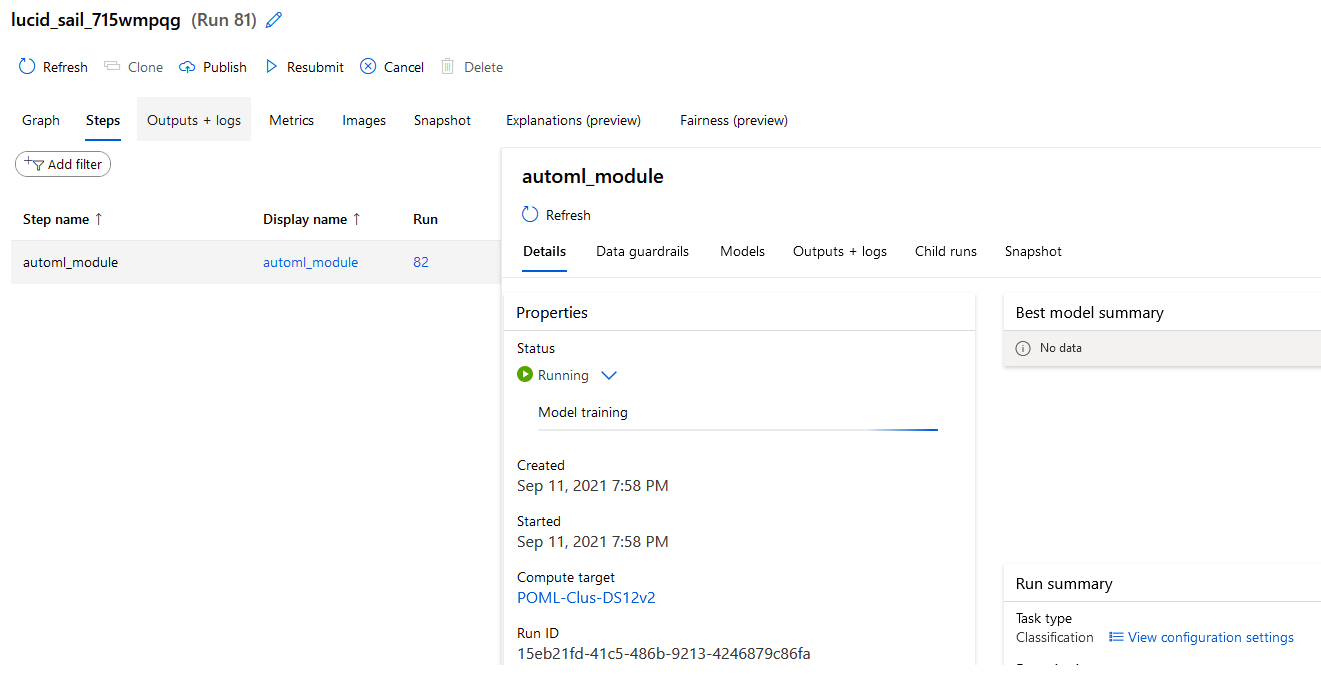 lucid_sail_715wmpqg (Run 81)
Refresh Clone Publish Resubmit Cancel Delete
Graph Steps Outputs + logs Metrics Images Snapshot Explanations (preview) Fairness (preview)
Add filter
Step name ↑ Display name ↑ Run
automl_module automl_module 82
automl_module
Refresh
Details Data guardrails Models Outputs + logs Child runs Snapshot
Properties
Status
Running
Model training
Created
Sep 11, 2021 7:58 PM
Started
Sep 11, 2021 7:58 PM
Compute target
POML-Clus-DS12v2
Run ID
15eb21fd-41c5-486b-9213-4246879c86fa
Best model summary
No data
Run summary
Task type
Classification View configuration settings